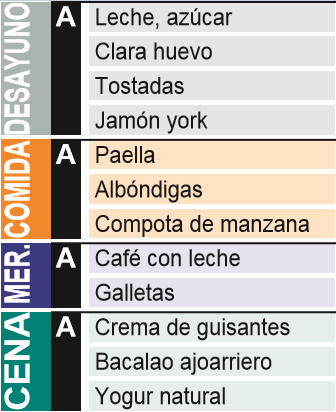 DESAYUNO
A
Leche, azúcar
Clara huevo
Tostadas
Jamón york
COMIDA
A
Paella
Albóndigas
Compota de manzana
MER.
A
Café con leche
Galletas
CENA
A
Crema de guisantes
Bacalao ajoarriero
Yogur natural